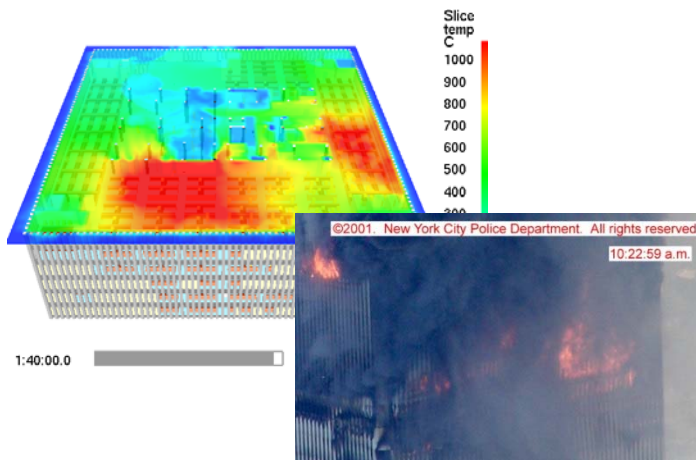 Slice
temp
C
1000
900
800
700
600
500
400
300
©2001. New York City Police Department. All rights reserved
10:22:59 a.m.
1:40:00.0